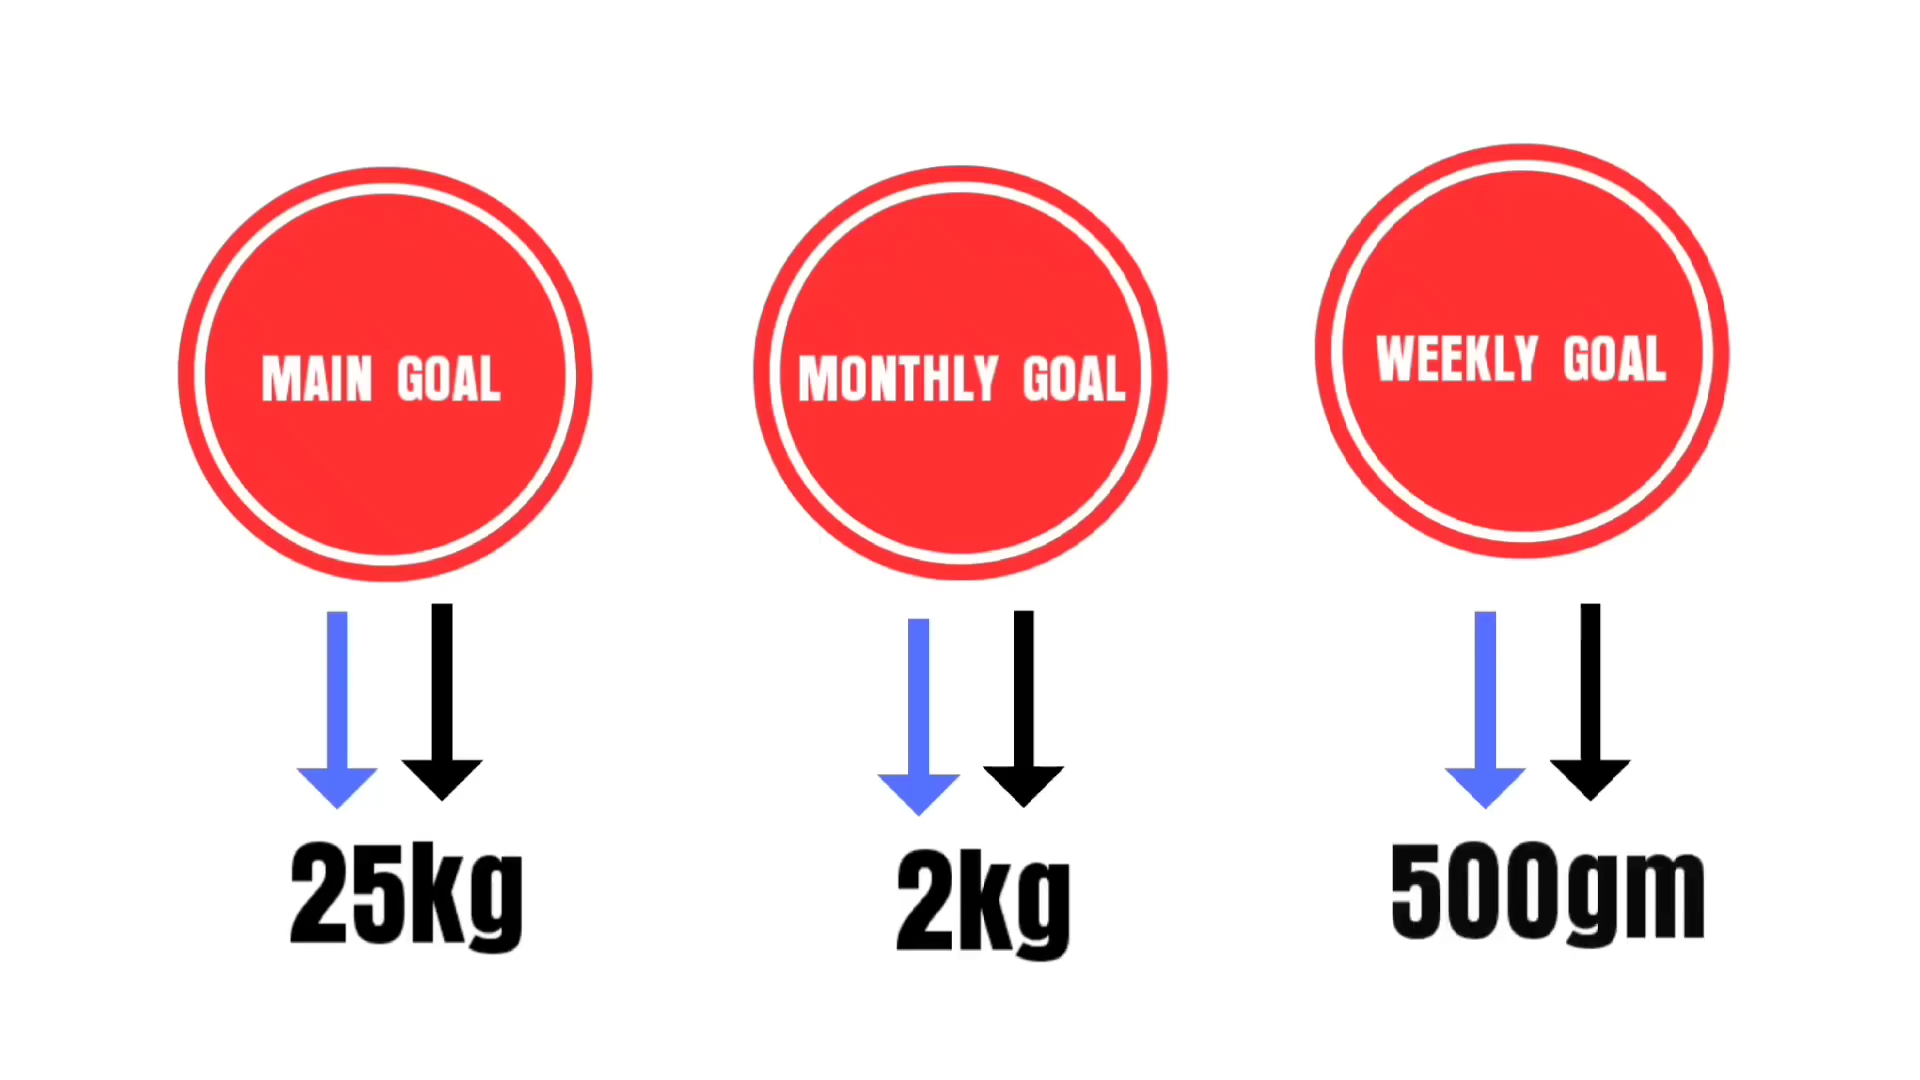 MAIN GOAL
MONTHLY GOAL
WEEKLY GOAL
25kg
2kg
500gm